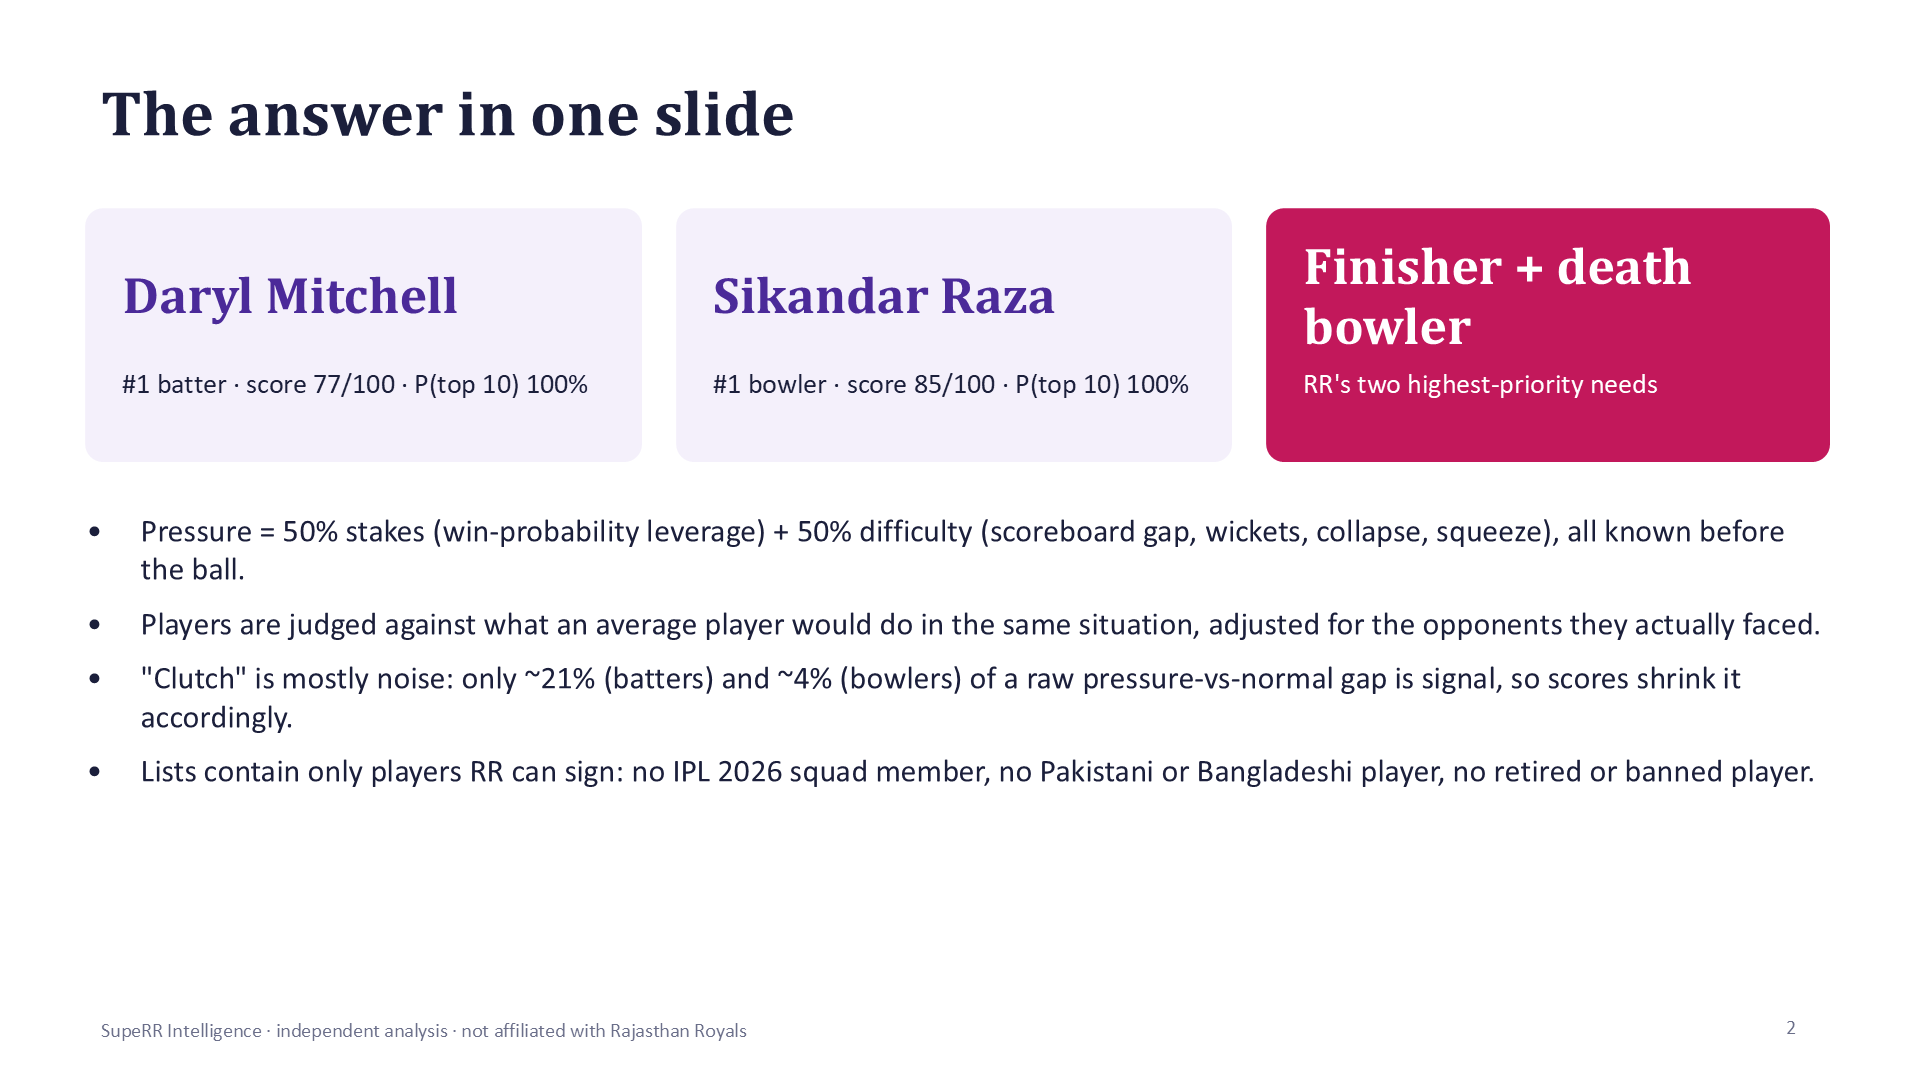 The answer in one slide
Daryl Mitchell
#1 batter · score 77/100 · P(top 10) 100%
Sikandar Raza
#1 bowler · score 85/100 · P(top 10) 100%
Finisher + death
bowler
RR's two highest-priority needs
• Pressure = 50% stakes (win-probability leverage) + 50% difficulty (scoreboard gap, wickets, collapse, squeeze), all known before
the ball.
• Players are judged against what an average player would do in the same situation, adjusted for the opponents they actually faced.
• "Clutch" is mostly noise: only ~21% (batters) and ~4% (bowlers) of a raw pressure-vs-normal gap is signal, so scores shrink it
accordingly.
• Lists contain only players RR can sign: no IPL 2026 squad member, no Pakistani or Bangladeshi player, no retired or banned player.
SupeRR Intelligence · independent analysis · not affiliated with Rajasthan Royals
2